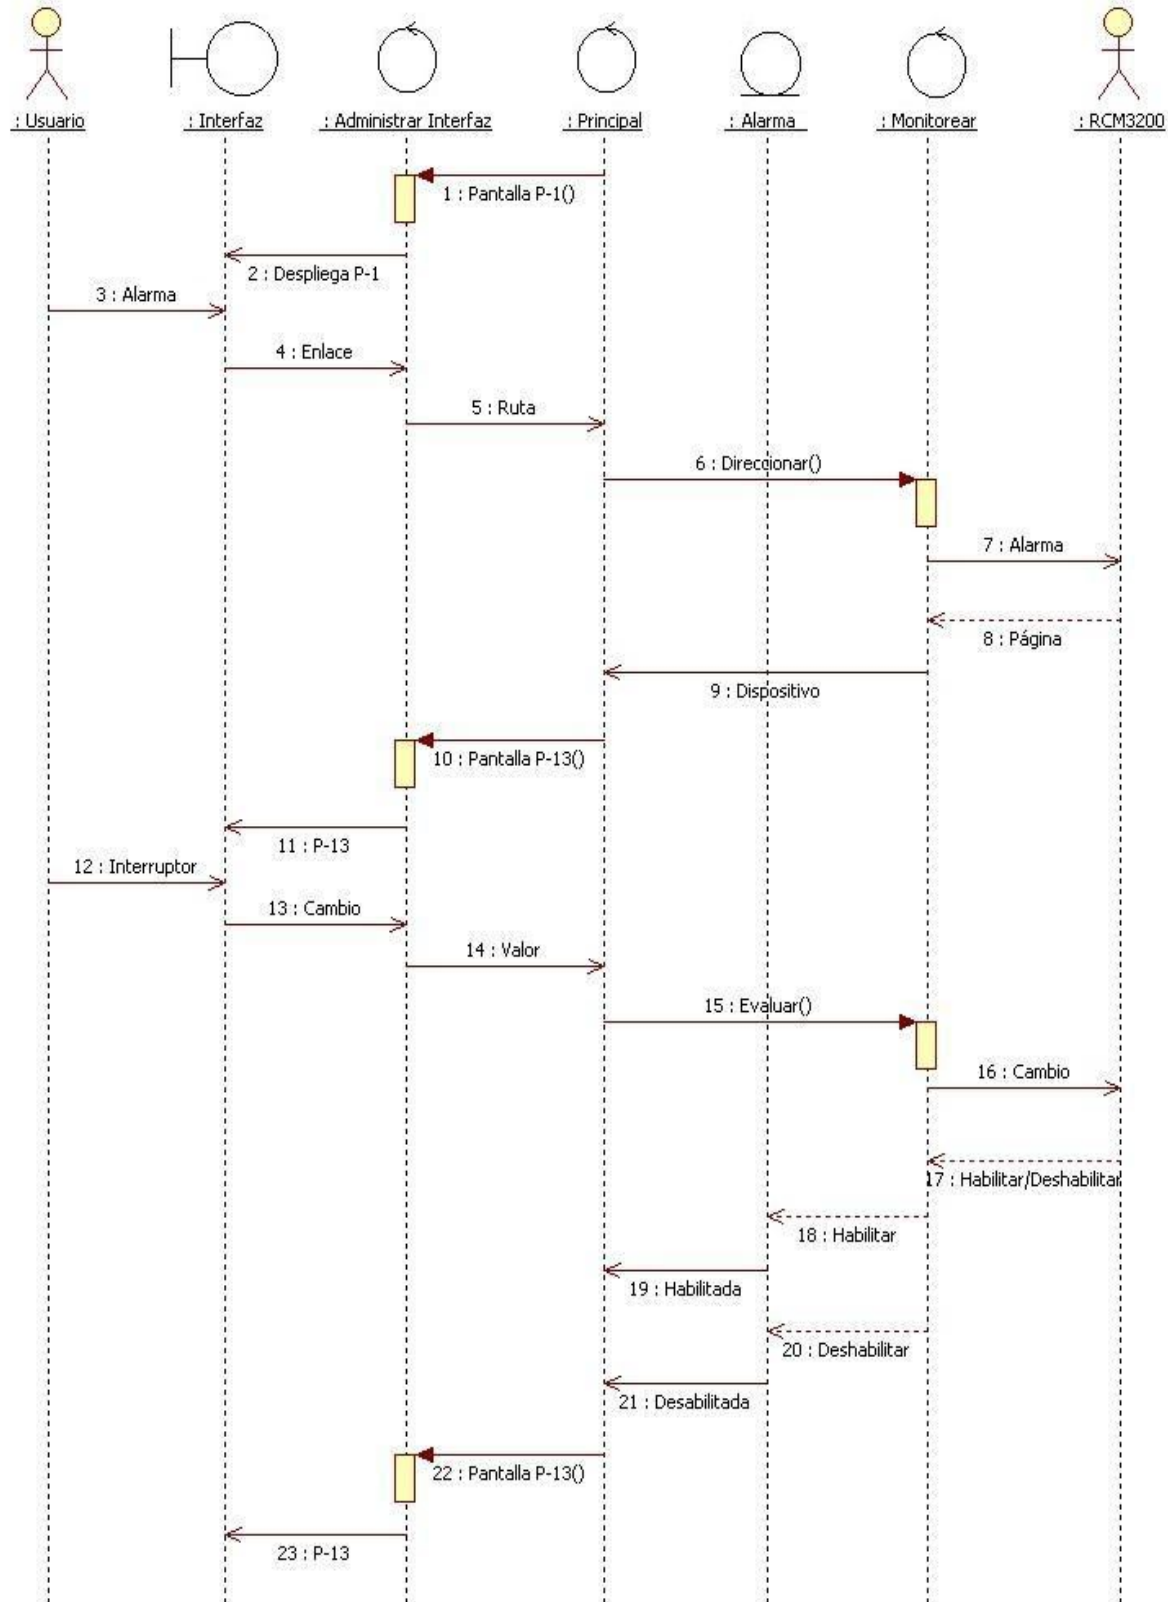 : Usuario
: Interfaz
: Administrar Interfaz
: Principal
: Alarma
: Monitorear
: RCM3200
1 : Pantalla P-1()
2 : Despliega P-1
3 : Alarma
4 : Enlace
5 : Ruta
6 : Direccionar()
7 : Alarma
8 : Página
9 : Dispositivo
10 : Pantalla P-13()
11 : P-13
12 : Interruptor
13 : Cambio
14 : Valor
15 : Evaluar()
16 : Cambio
17 : Habilitar/Deshabilitar
18 : Habilitar
19 : Habilitada
20 : Deshabilitar
21 : Desabilitada
22 : Pantalla P-13()
23 : P-13